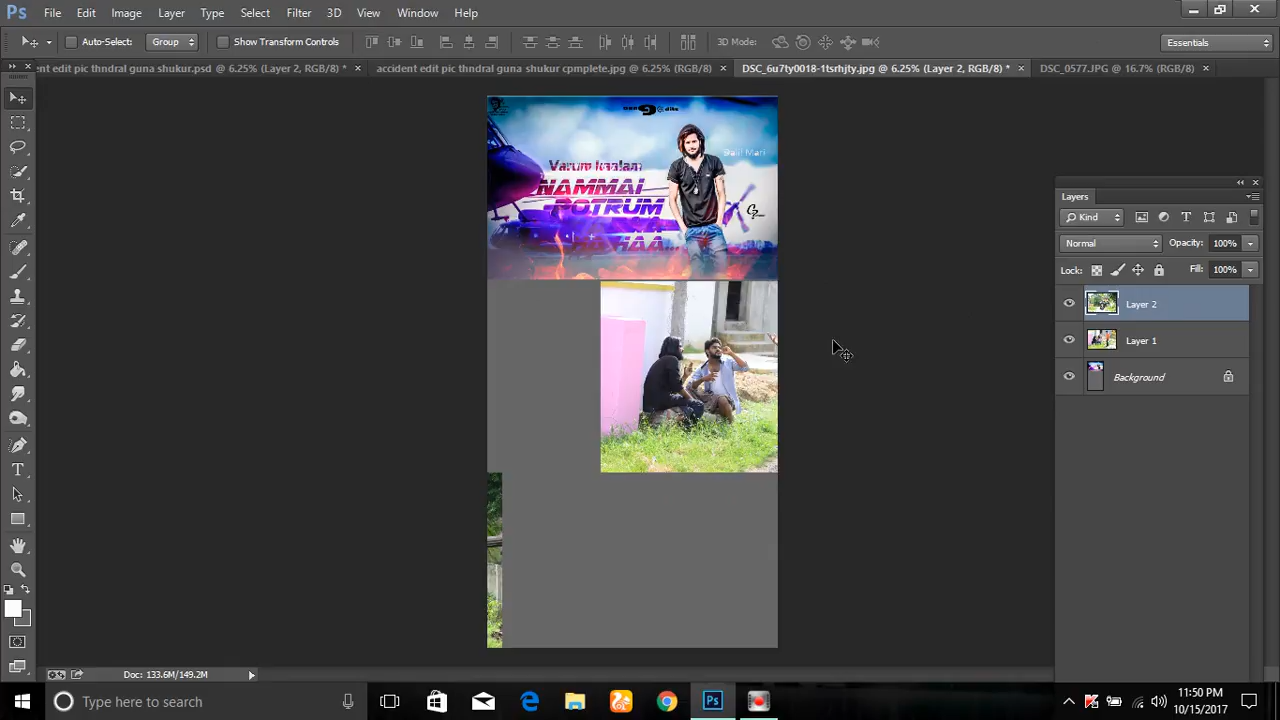 Ps File Edit Image Layer Type Select Filter 3D View Window Help
Auto-Select: Group Show Transform Controls 3D Mode: Essentials
ent edit pic thndral guna shukur.psd @ 6.25% (Layer 2, RGB/8) * × accident edit pic thndral guna shukur cpmplete.jpg @ 6.25% (RGB/8) × DSC_6u7ty0018-1tsrhjty.jpg @ 6.25% (Layer 2, RGB/8) * × DSC_0577.JPG @ 16.7% (RGB/8) ×
NAMMAI
POTRUM
Layers
Kind
Normal Opacity: 100%
Lock: Fill: 100%
Layer 2
Layer 1
Background
100%
Doc: 133.6M/149.2M
Type here to search
11:50 PM
10/15/2017